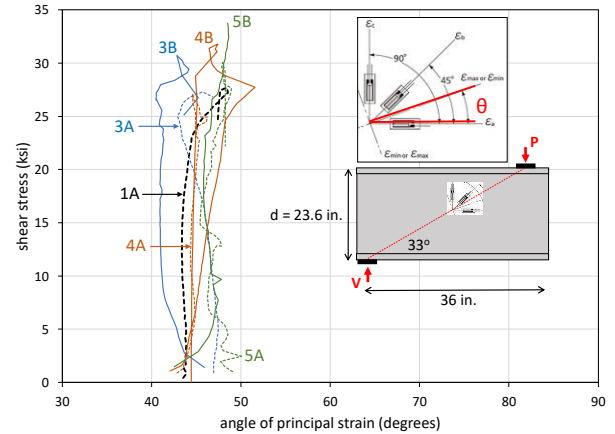 40
35
30
25
20
15
10
5
0
shear stress (ksi)
30 40 50 60 70 80 90
angle of principal strain (degrees)
3B
4B
5B
3A
1A
4A
5A
εc
εb
90°
45°
εmax or εmin
θ
εa
εmin or εmax
P
d = 23.6 in.
33°
V
36 in.